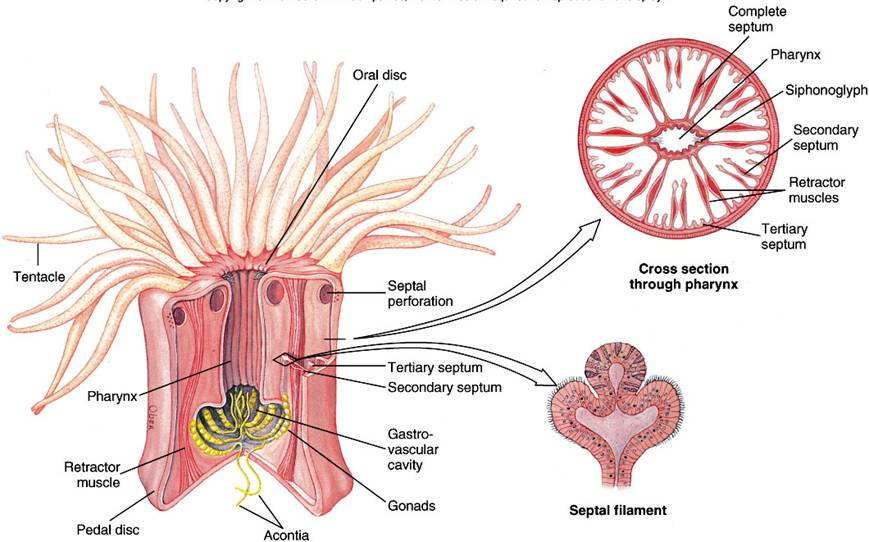 Oral disc
Tentacle
Septal
perforation
Tertiary septum
Secondary septum
Pharynx
Gastro-
vascular
cavity
Retractor
muscle
Gonads
Pedal disc
Acontia
Complete
septum
Pharynx
Siphonoglyph
Secondary
septum
Retractor
muscles
Tertiary
septum
Cross section
through pharynx
Septal filament